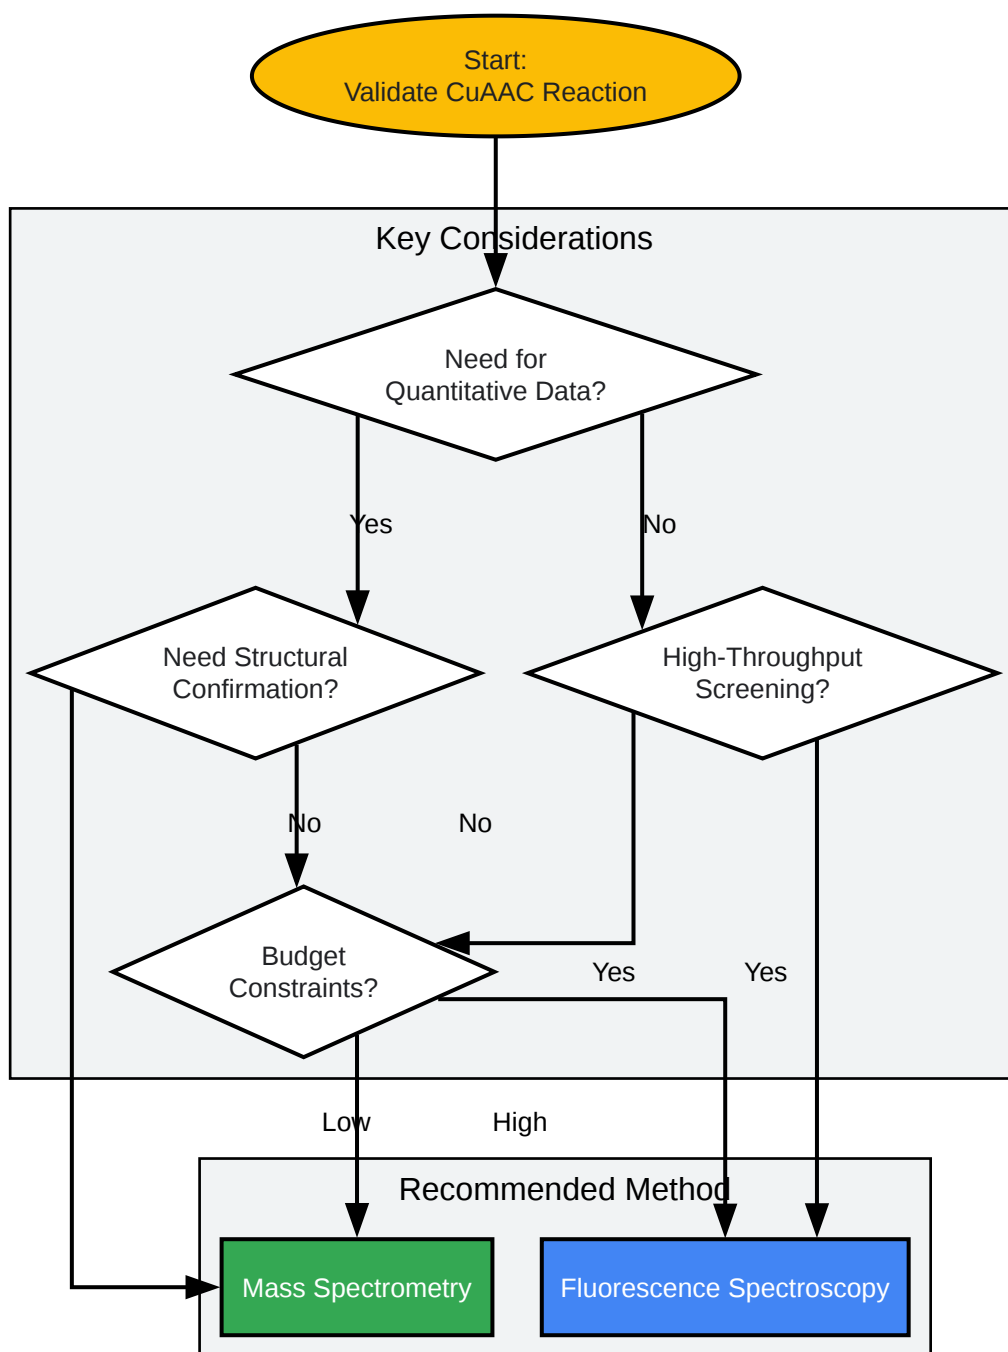 Start:
Validate CuAAC Reaction
Key Considerations
Need for
Quantitative Data?
Yes
No
Need Structural
Confirmation?
High-Throughput
Screening?
No
No
Budget
Constraints?
Yes
Yes
Low
High
Recommended Method
Mass Spectrometry
Fluorescence Spectroscopy